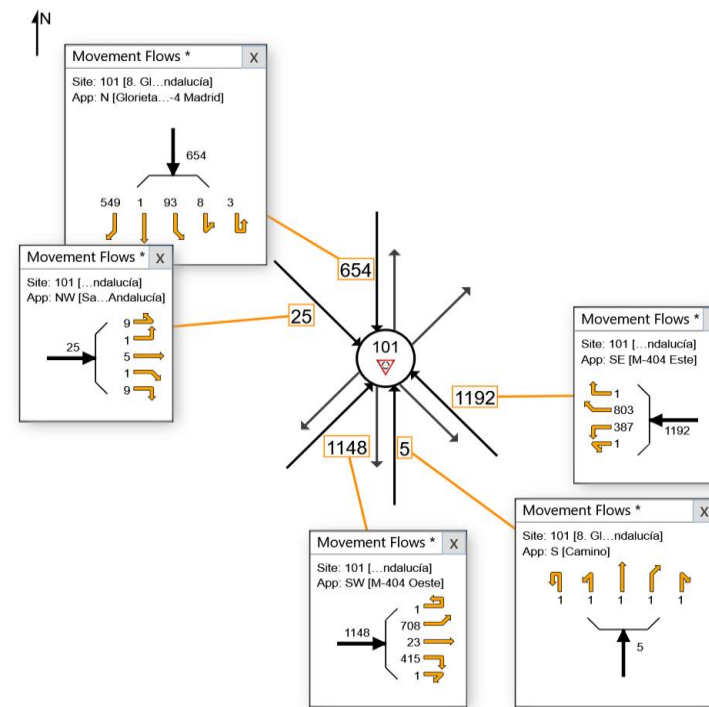 N
Movement Flows * X
Site: 101 [8. Gl...ndalucía]
App: N [Glorieta...-4 Madrid]
654
549 1 93 8 3
Movement Flows * X
Site: 101 [...ndalucía]
App: NW [Sa...Andalucía]
25
9
1
5
1
9
654
25
101
1192
1148
5
Movement Flows *
Site: 101 [...ndalucía]
App: SE [M-404 Este]
1
803
387
1
1192
Movement Flows * X
Site: 101 [8. Gl...ndalucía]
App: S [Camino]
1 1 1 1 1
5
Movement Flows * X
Site: 101 [...ndalucía]
App: SW [M-404 Oeste]
1148
1
708
23
415
1